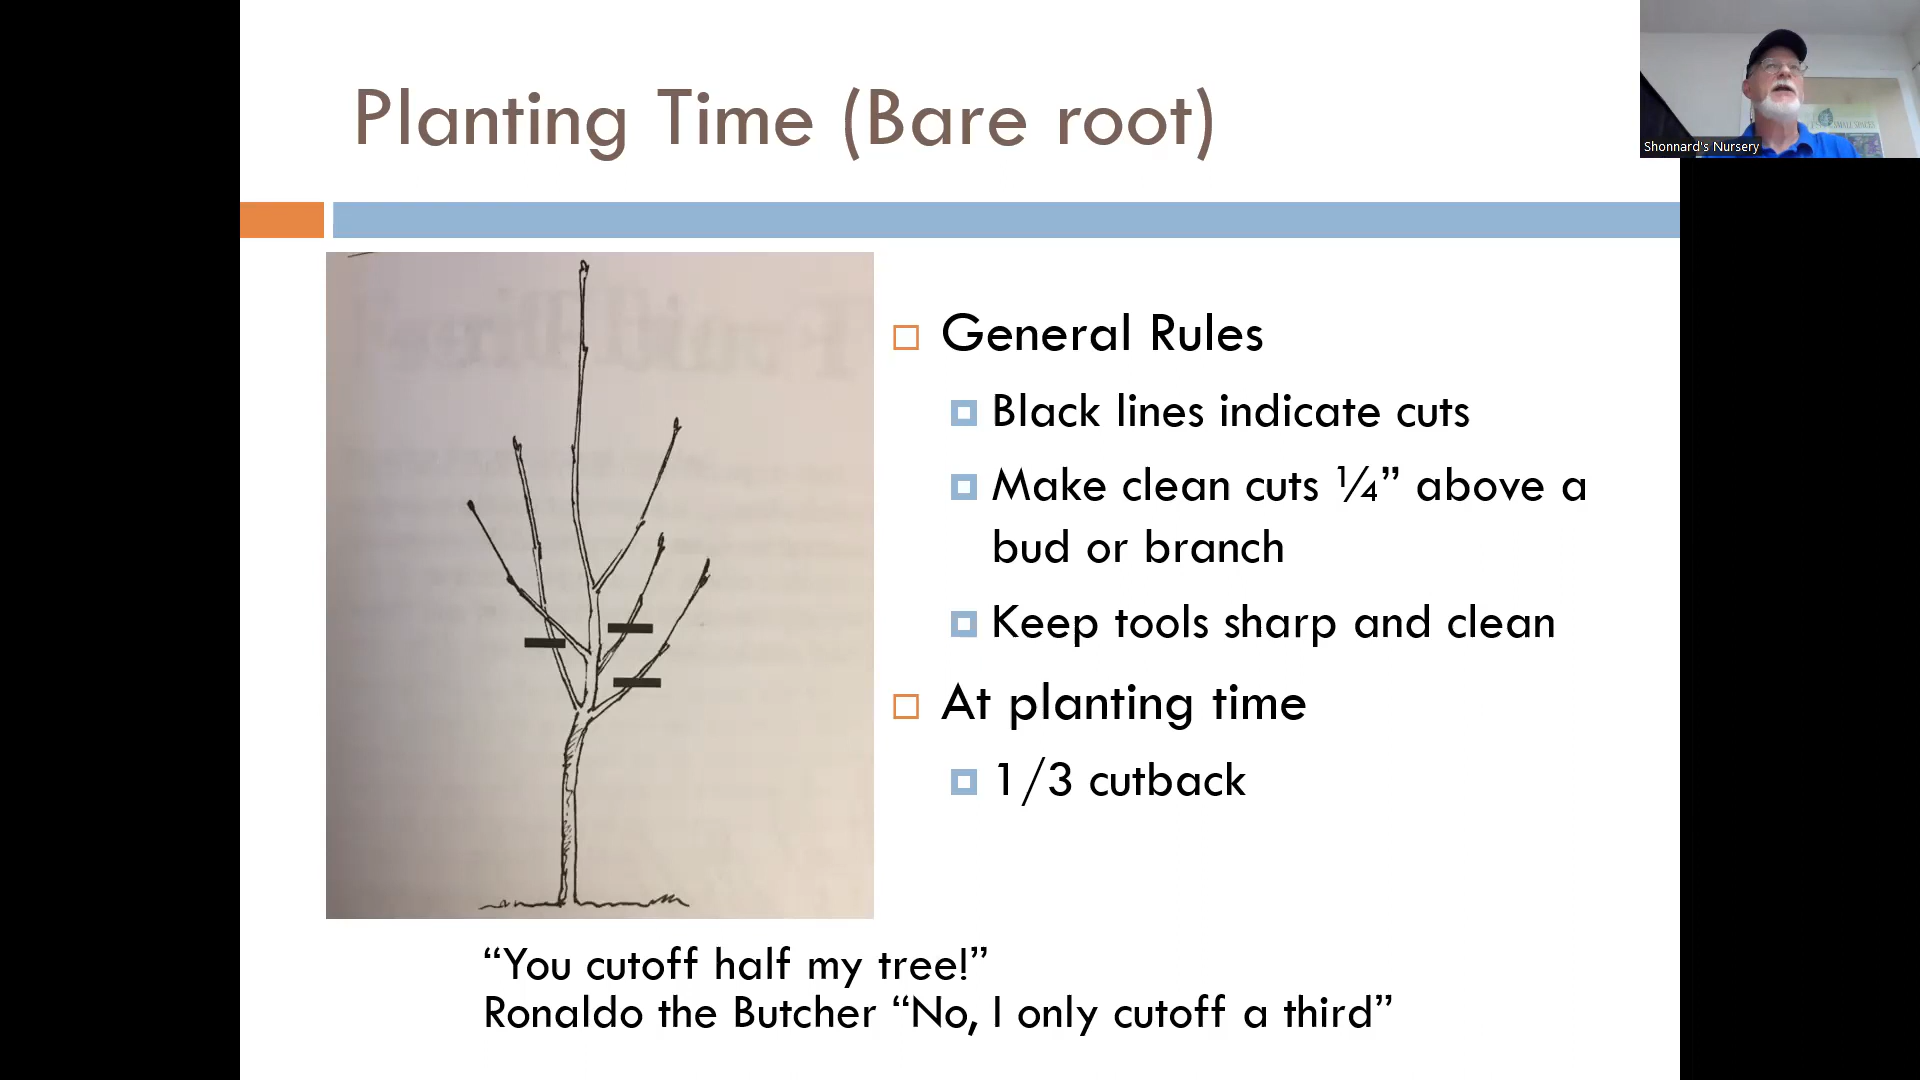 Planting Time (Bare root)
Shonnard's Nursery
General Rules
Black lines indicate cuts
Make clean cuts ¼” above a
bud or branch
Keep tools sharp and clean
At planting time
1/3 cutback
“You cutoff half my tree!”
Ronaldo the Butcher “No, I only cutoff a third”